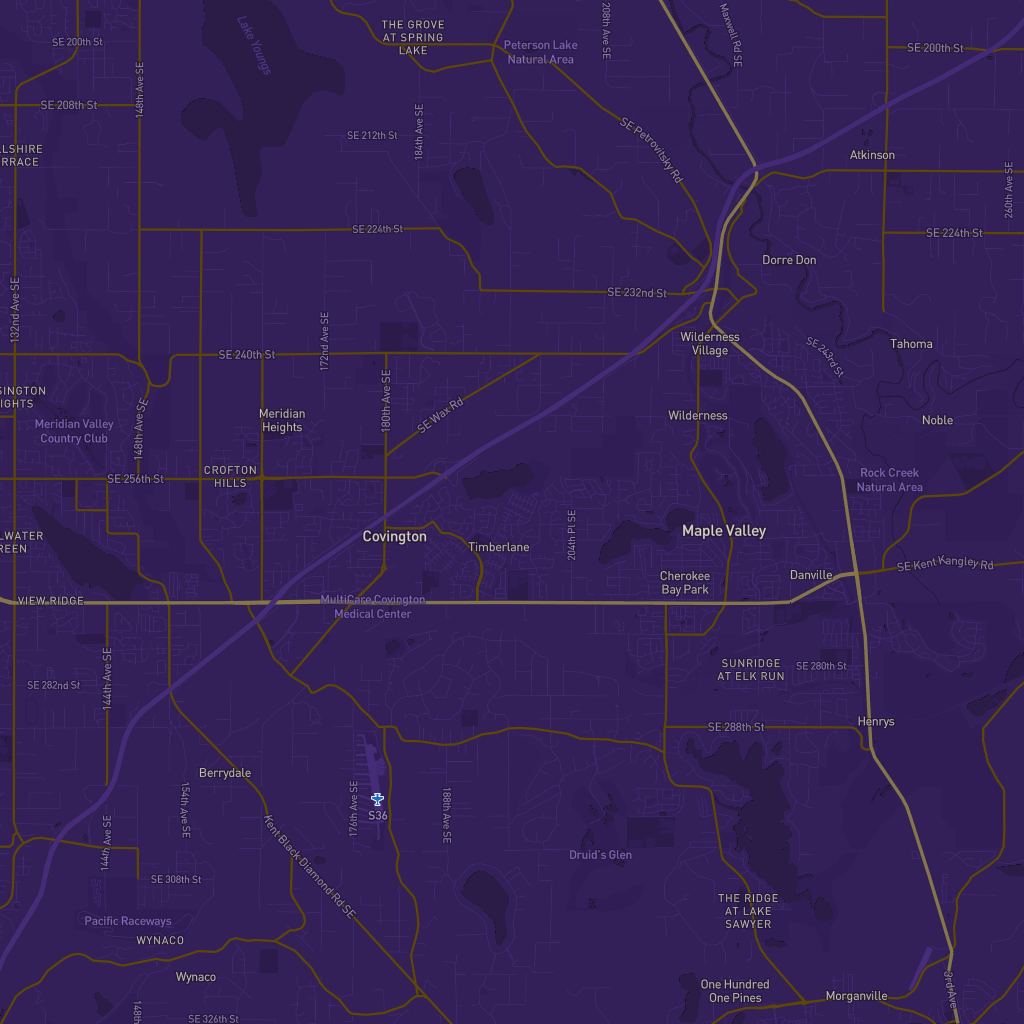 THE GROVE
AT SPRING
LAKE
Lake Youngs
Peterson Lake
Natural Area
208th Ave SE
Maxwell Rd SE
SE 200th St
SE 200th St
148th Ave SE
SE 208th St
184th Ave SE
SE 212th St
SE Petrovitsky Rd
LLSHIRE
RRACE
Atkinson
260th Ave SE
SE 224th St
SE 224th St
Dorre Don
132nd Ave SE
SE 232nd St
172nd Ave SE
Wilderness
Village
SE 243rd St
Tahoma
SE 240th St
180th Ave SE
SINGTON
IGHTS
Meridian Valley
Country Club
148th Ave SE
Meridian
Heights
SE Wax Rd
Wilderness
Noble
CROFTON
HILLS
SE 256th St
Rock Creek
Natural Area
LWATER
REEN
Covington
Timberlane
204th Pl SE
Maple Valley
Cherokee
Bay Park
Danville
SE Kent Kangley Rd
VIEW RIDGE
MultiCare Covington
Medical Center
144th Ave SE
SE 282nd St
SUNRIDGE
AT ELK RUN
SE 280th St
SE 288th St
Henrys
Berrydale
154th Ave SE
176th Ave SE
S36
188th Ave SE
144th Ave SE
Kent Black Diamond Rd SE
Druid's Glen
SE 308th St
THE RIDGE
AT LAKE
SAWYER
Pacific Raceways
WYNACO
Wynaco
One Hundred
One Pines
Morganville
3rd Ave
148th
SE 326th St